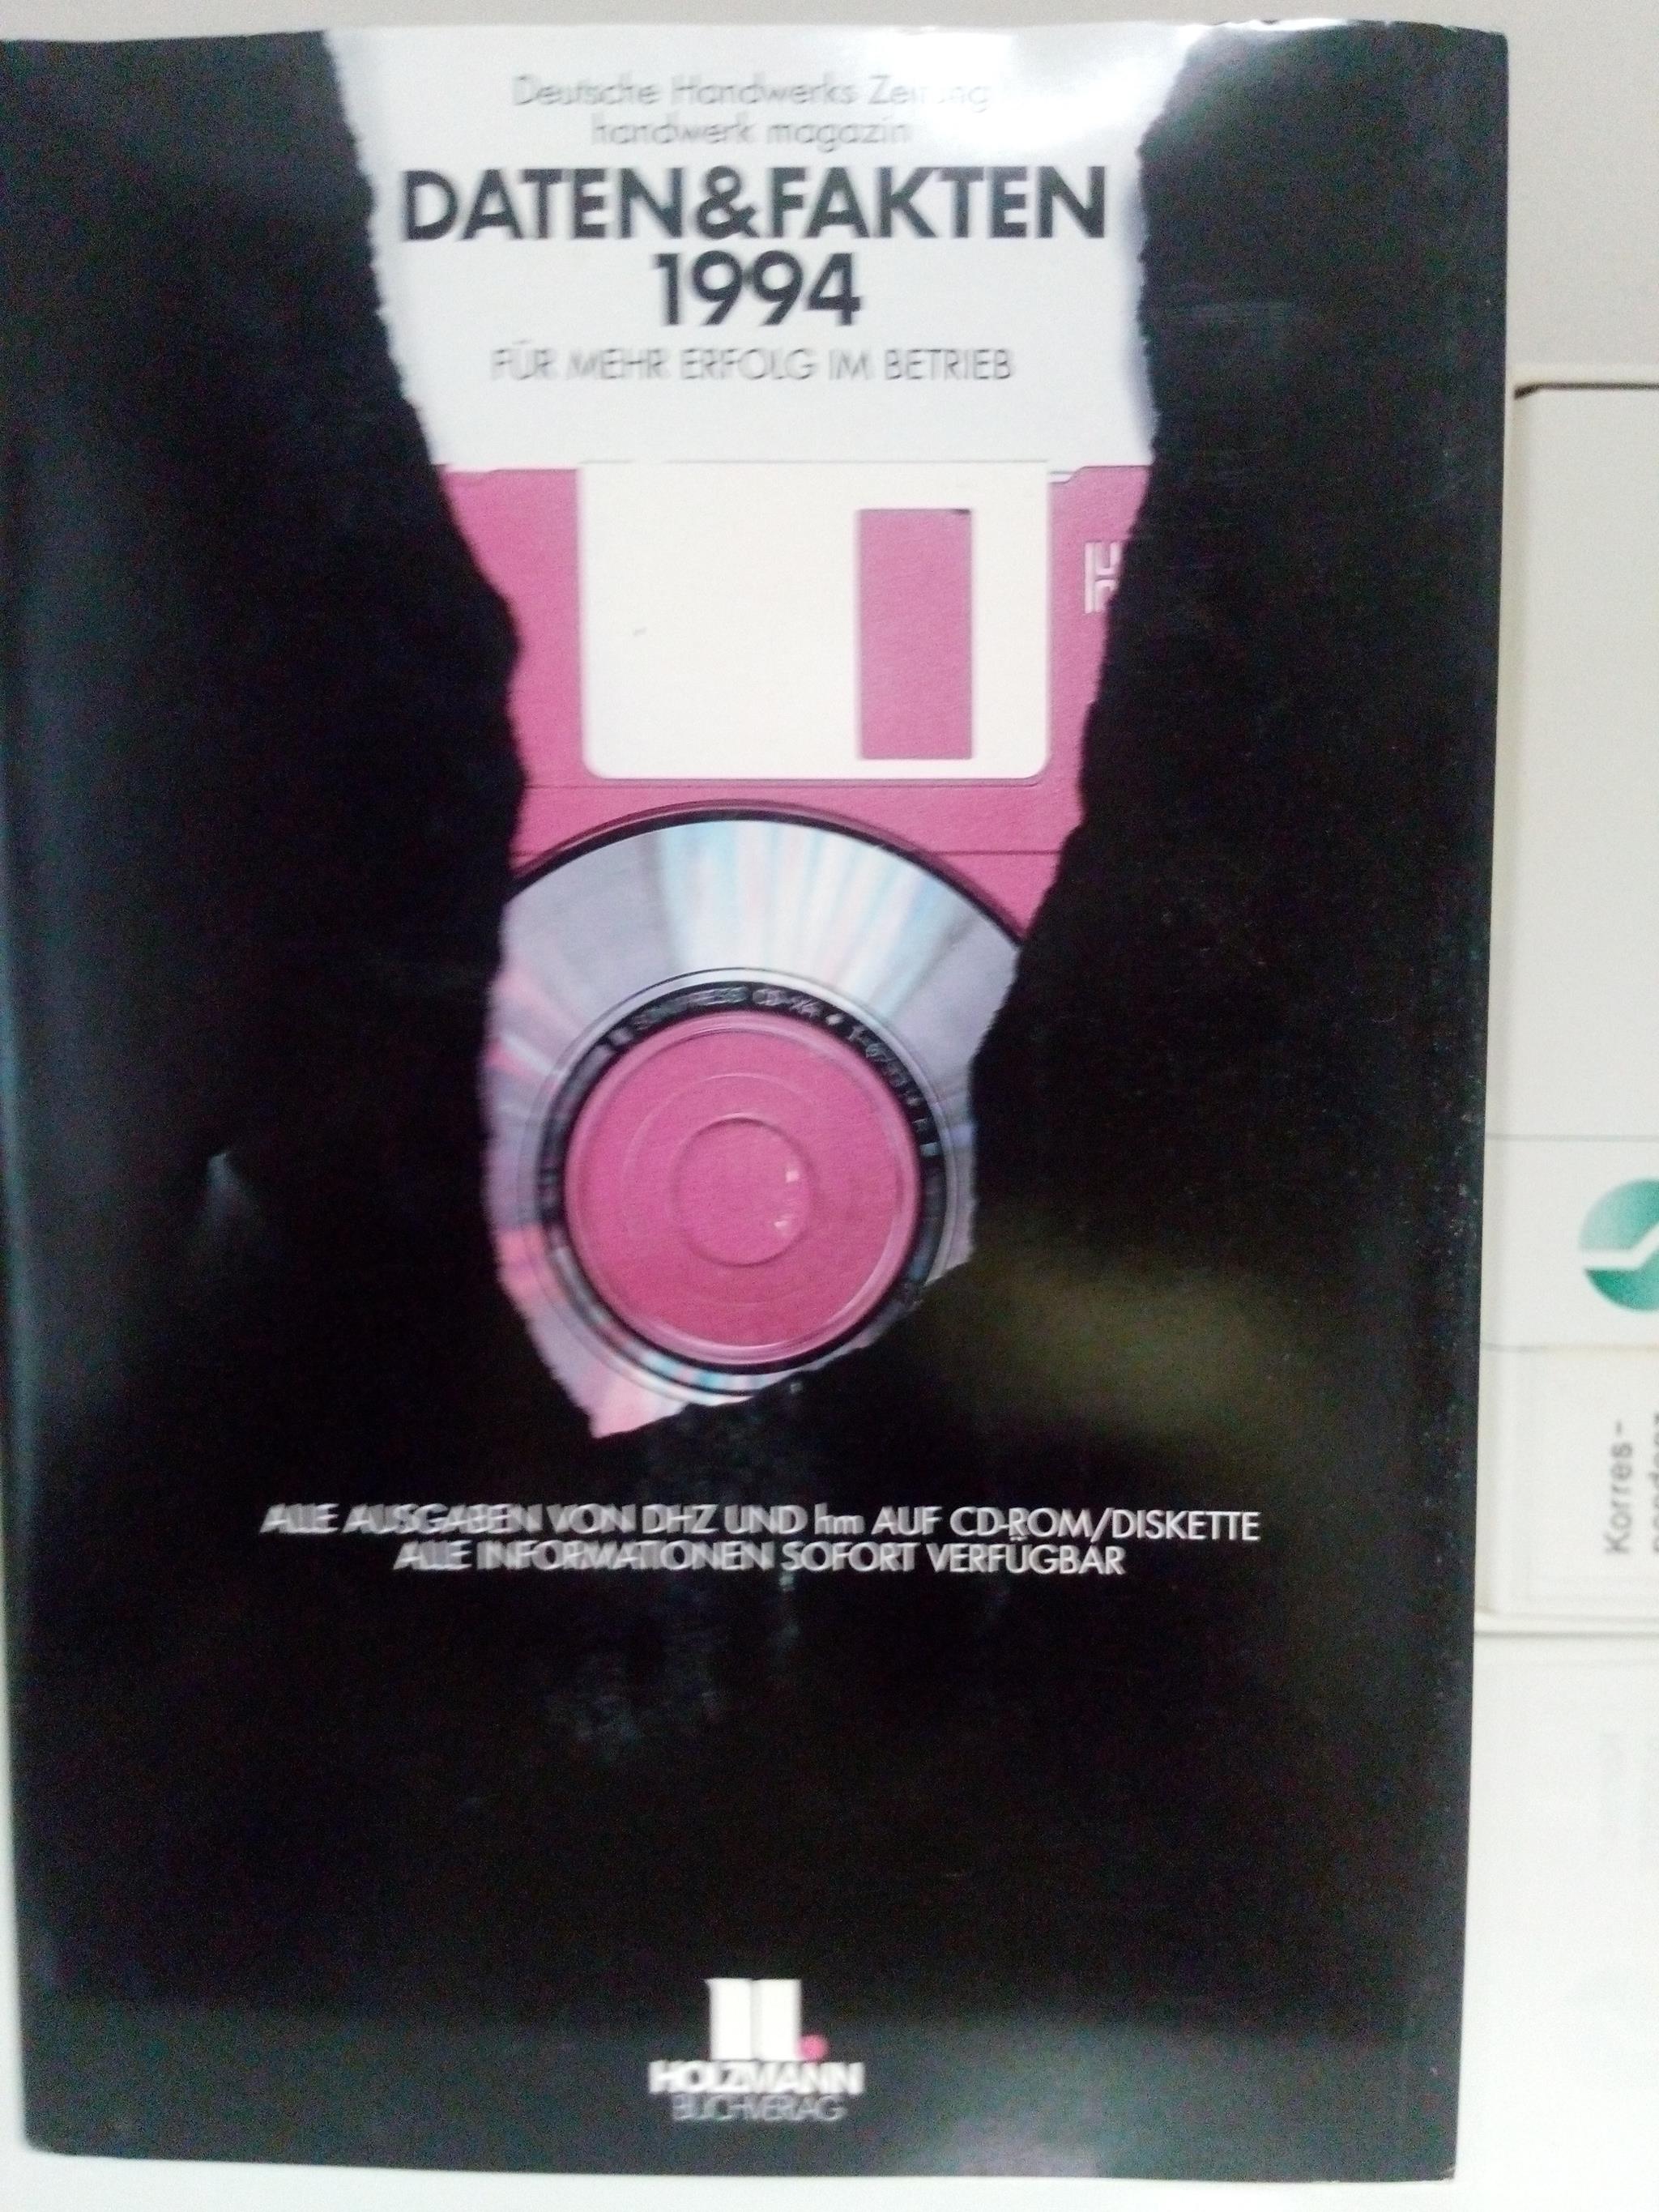 Deutsche Handwerks Zeitung
handwerk magazin
DATEN&FAKTEN
1994
FÜR MEHR ERFOLG IM BETRIEB
ALLE AUSGABEN VON DHZ UND hm AUF CD-ROM/DISKETTE
ALLE INFORMATIONEN SOFORT VERFÜGBAR
HOLZMANN
BUCHVERLAG
Korres-